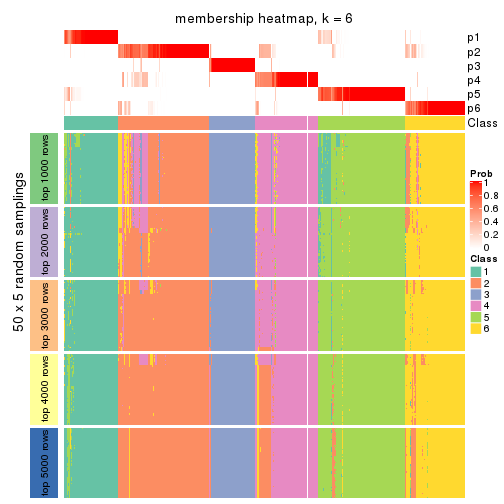 membership heatmap, k = 6
p1
p2
p3
p4
p5
p6
Class
50 x 5 random samplings
top 1000 rows
top 2000 rows
top 3000 rows
top 4000 rows
top 5000 rows
Prob
1
0.8
0.6
0.4
0.2
0
Class
1
2
3
4
5
6